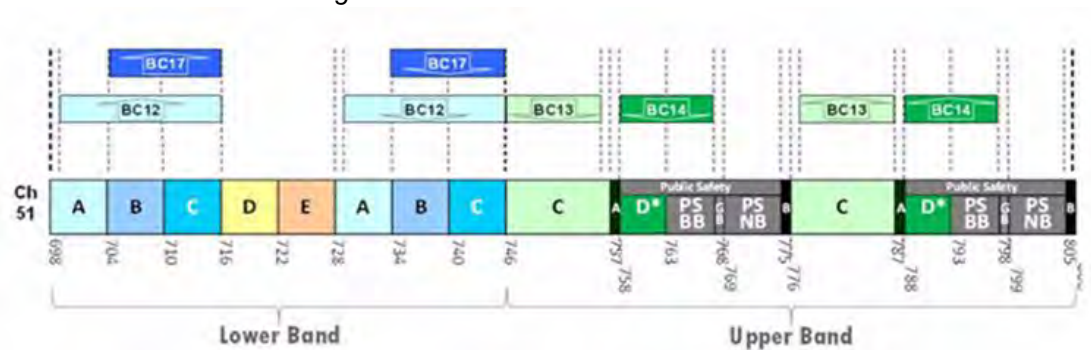 BC17 BC17
BC12 BC12 BC13 BC14 BC13 BC14
Ch
51
A B C D E A B C C A Public Safety D* PS BB GB PS NB B C A Public Safety D* PS BB GB PS NB B
698 704 710 716 722 728 734 740 746 757 758 763 768 769 775 776 787 788 793 798 799 805
Lower Band Upper Band